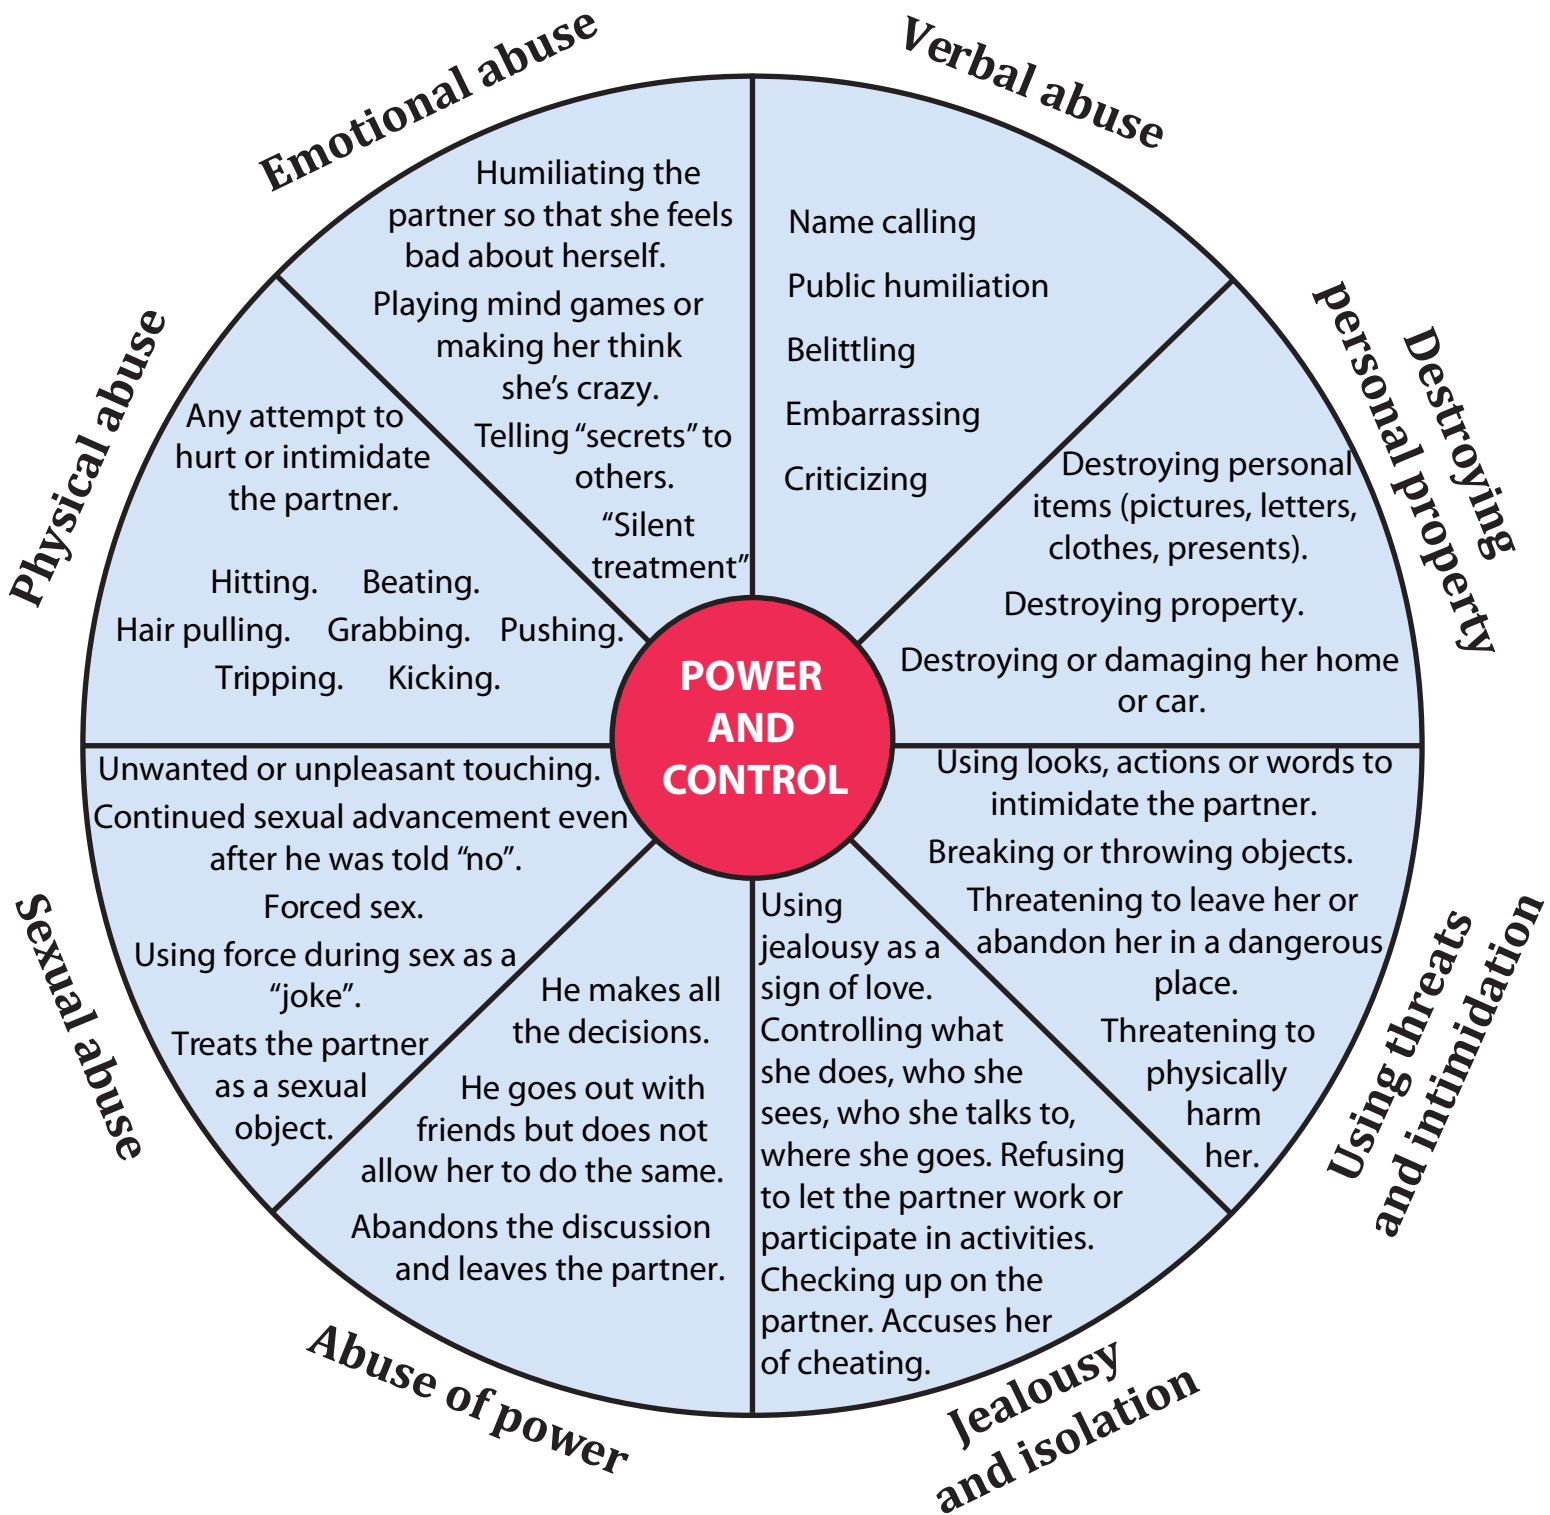 Emotional abuse
Humiliating the
partner so that she feels
bad about herself.
Playing mind games or
making her think
she’s crazy.
Telling “secrets” to
others.
“Silent
treatment”
Verbal abuse
Name calling
Public humiliation
Belittling
Embarrassing
Criticizing
Destroying
personal property
Destroying personal
items (pictures, letters,
clothes, presents).
Destroying property.
Destroying or damaging her home
or car.
Using threats
and intimidation
Using looks, actions or words to
intimidate the partner.
Breaking or throwing objects.
Threatening to leave her or
abandon her in a dangerous
place.
Threatening to
physically
harm
her.
Jealousy
and isolation
Using
jealousy as a
sign of love.
Controlling what
she does, who she
sees, who she talks to,
where she goes. Refusing
to let the partner work or
participate in activities.
Checking up on the
partner. Accuses her
of cheating.
Abuse of power
He makes all
the decisions.
He goes out with
friends but does not
allow her to do the same.
Abandons the discussion
and leaves the partner.
Sexual abuse
Unwanted or unpleasant touching.
Continued sexual advancement even
after he was told “no”.
Forced sex.
Using force during sex as a
“joke”.
Treats the partner
as a sexual
object.
Physical abuse
Any attempt to
hurt or intimidate
the partner.
Hitting. Beating.
Hair pulling. Grabbing. Pushing.
Tripping. Kicking.
POWER
AND
CONTROL